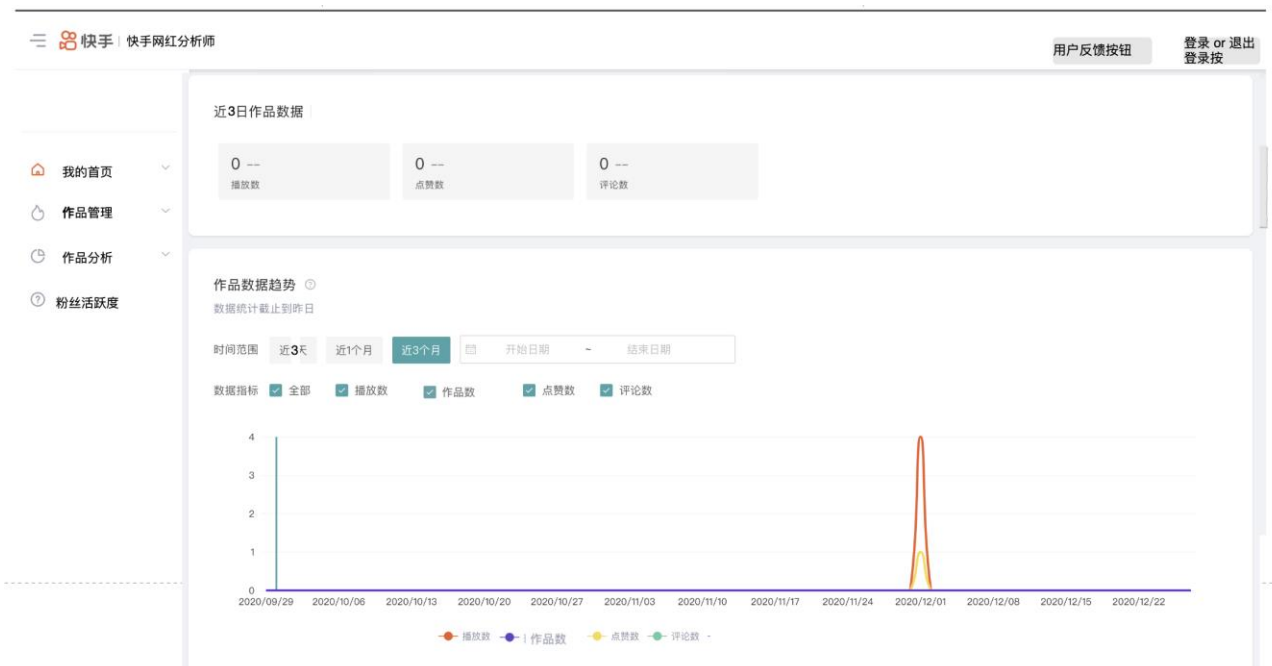 快手 快手网红分析师
用户反馈按钮
登录 or 退出
登录按
近3日作品数据
0 -- 0 -- 0 --
播放数 点赞数 评论数
我的首页
作品管理
作品分析
粉丝活跃度
作品数据趋势
数据统计截止到昨日
时间范围 近3天 近1个月 近3个月 开始日期 ~ 结束日期
数据指标 全部 播放数 作品数 点赞数 评论数
4
3
2
1
0
2020/09/29 2020/10/06 2020/10/13 2020/10/20 2020/10/27 2020/11/03 2020/11/10 2020/11/17 2020/11/24 2020/12/01 2020/12/08 2020/12/15 2020/12/22
播放数 作品数 点赞数 评论数